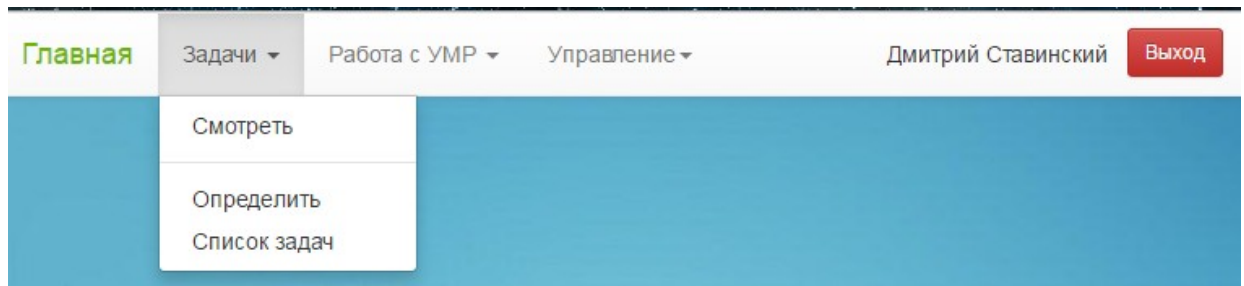 Главная Задачи Работа с УМР Управление Дмитрий Ставинский Выход
Смотреть
Определить
Список задач